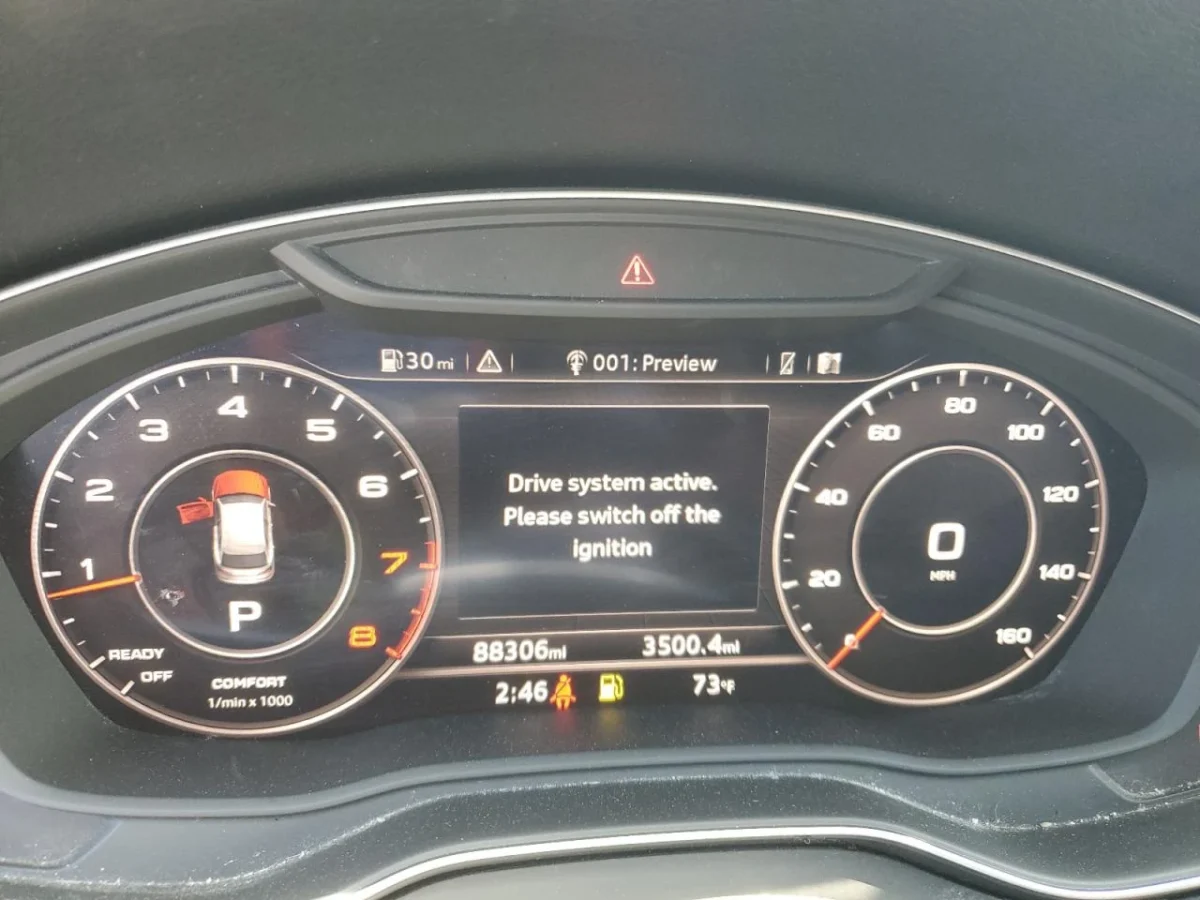 30 mi
001: Preview
1
2
3
4
5
6
7
8
P
READY
OFF
COMFORT
1/min x 1000
Drive system active.
Please switch off the
ignition
88306mi
3500.4mi
2:46
73°F
0
20
40
60
80
100
120
140
160
0
MPH